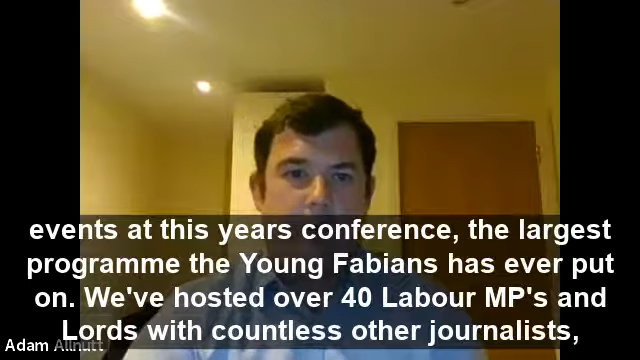 events at this years conference, the largest
programme the Young Fabians has ever put
on. We've hosted over 40 Labour MP's and
Lords with countless other journalists,
Adam Allnutt